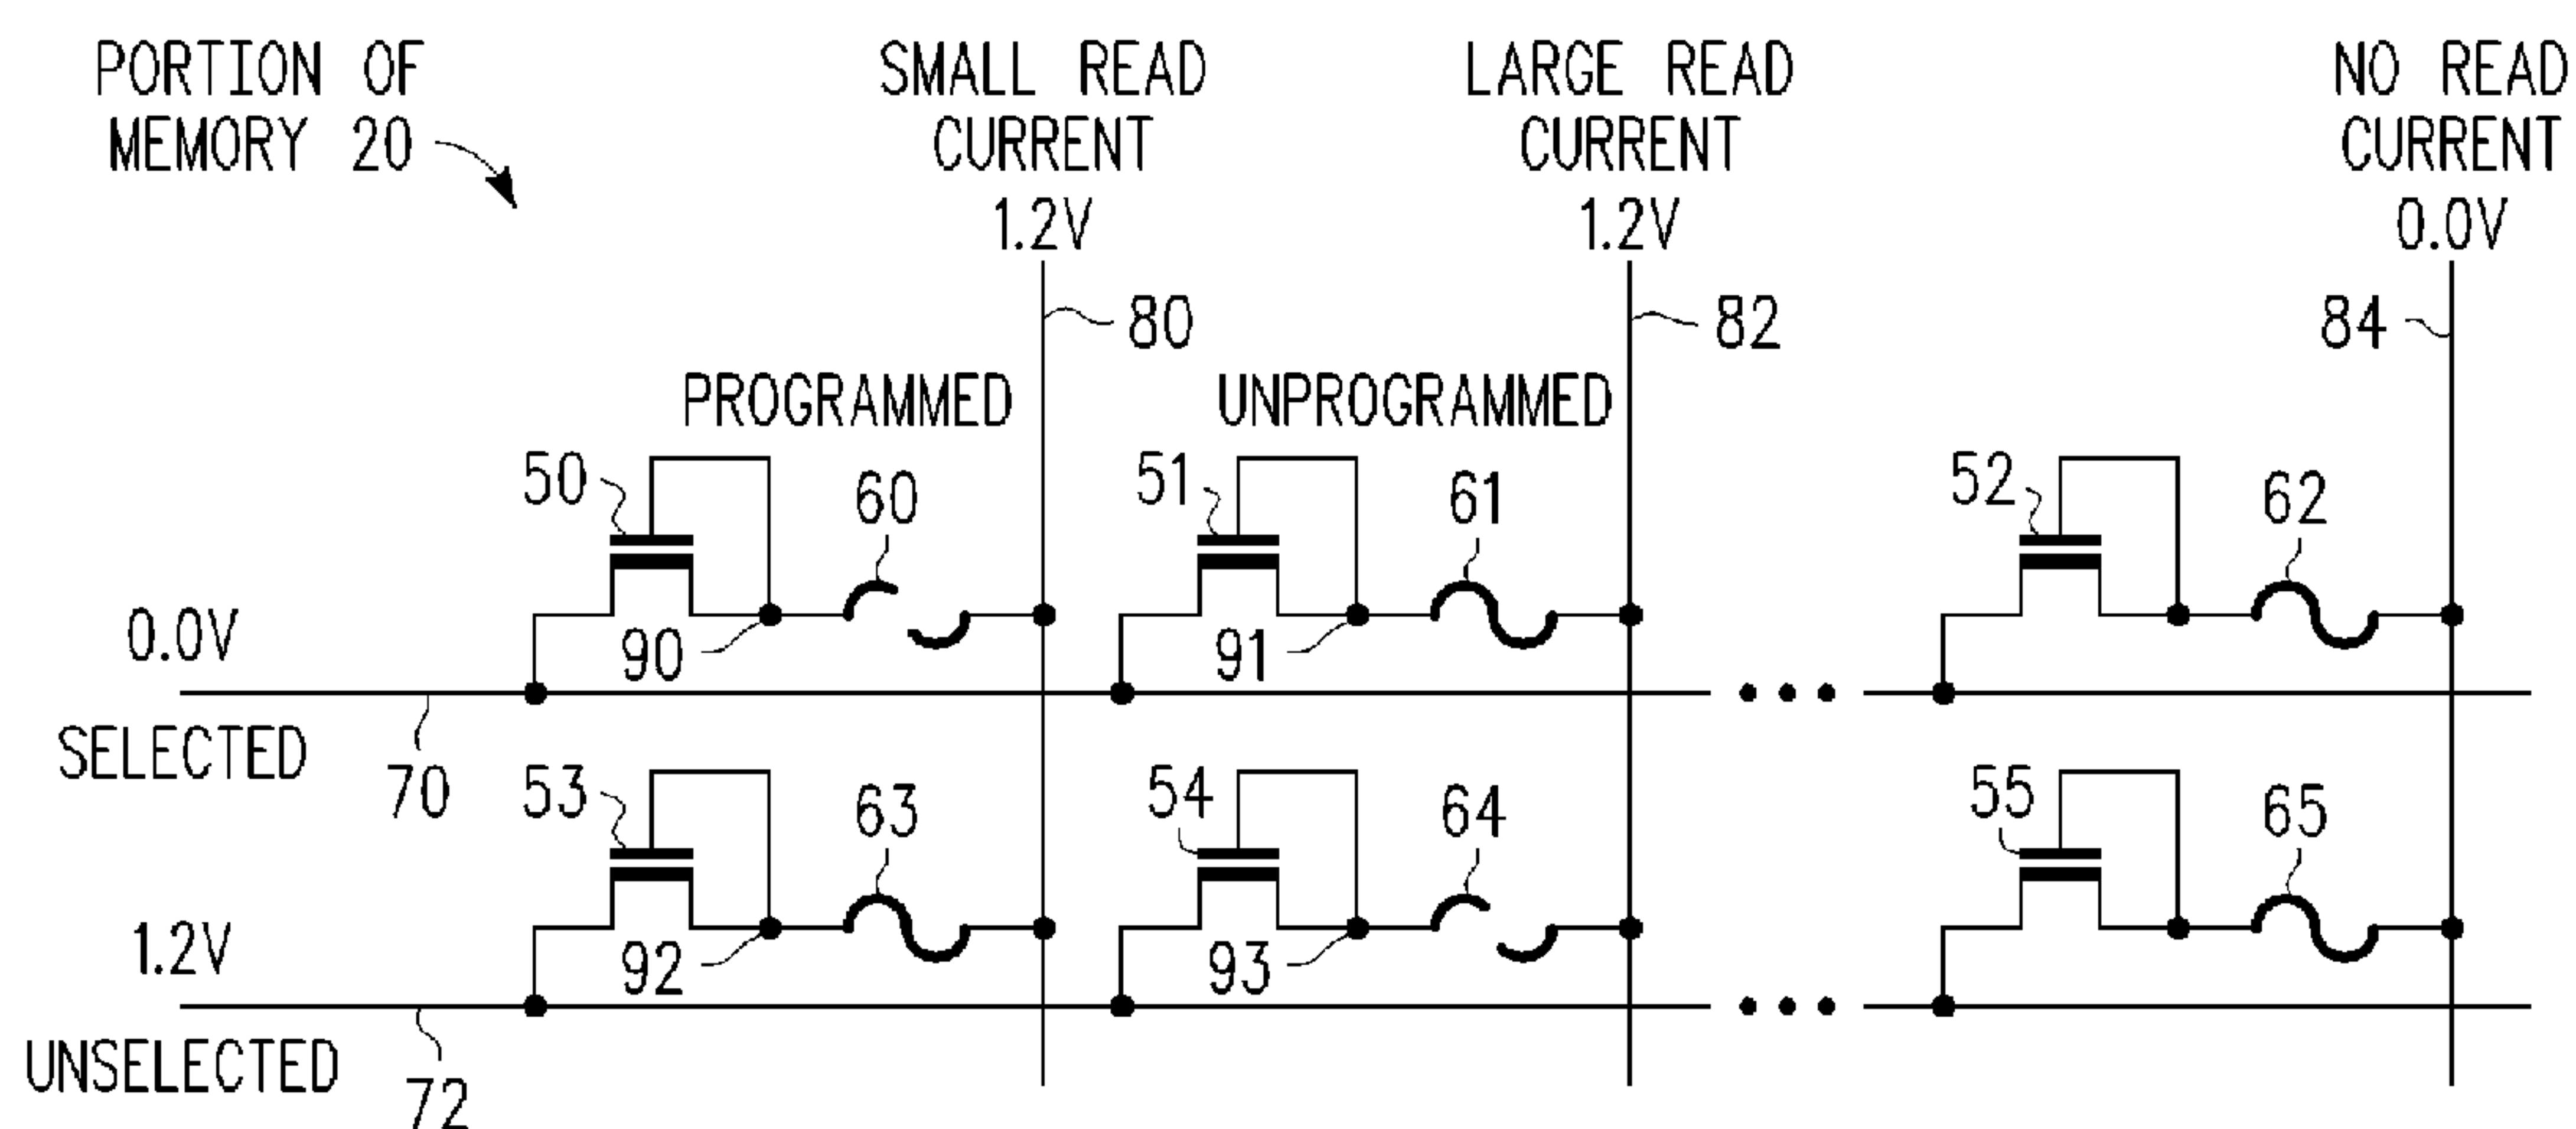 PORTION OF
MEMORY 20
SMALL READ
CURRENT
1.2V
LARGE READ
CURRENT
1.2V
NO READ
CURRENT
0.0V
80
82
84
PROGRAMMED
UNPROGRAMMED
50
60
51
61
52
62
0.0V
90
91
SELECTED
70
53
63
54
64
55
65
1.2V
92
93
UNSELECTED
72